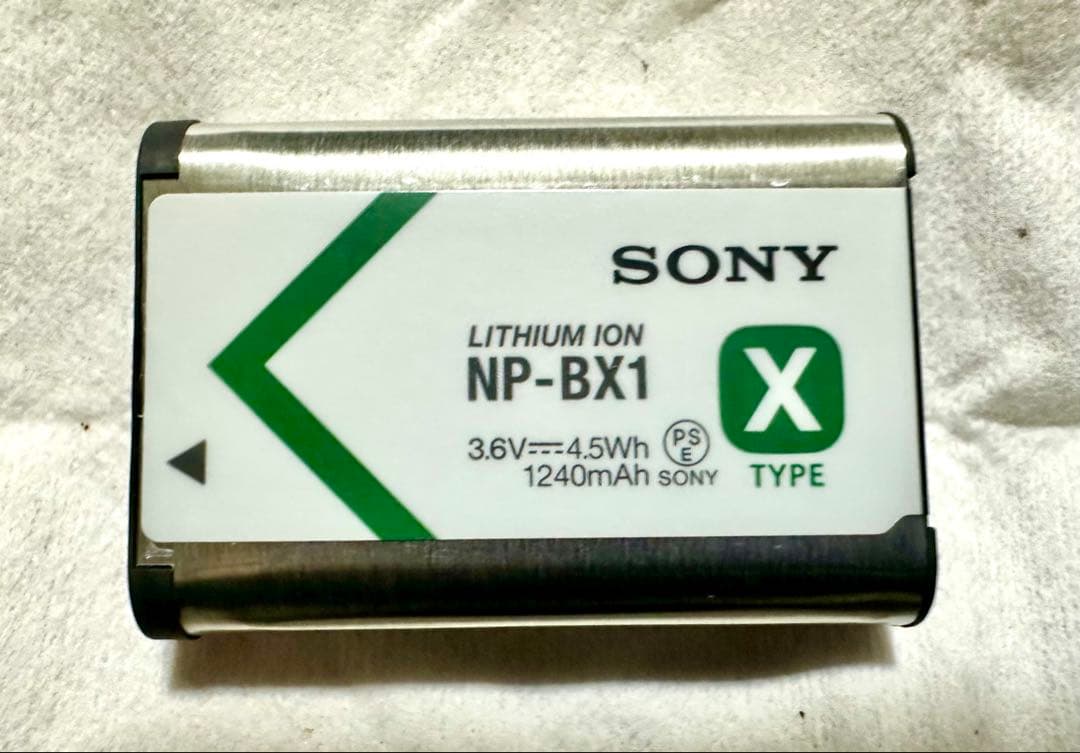 SONY
LITHIUM ION
NP-BX1
X
TYPE
3.6V⎓4.5Wh
1240mAh
PS
E
SONY